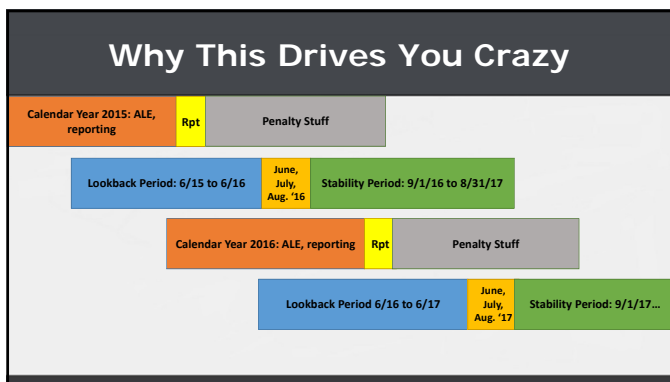 Why This Drives You Crazy
Calendar Year 2015: ALE,
reporting
Rpt
Penalty Stuff
Lookback Period: 6/15 to 6/16
June,
July,
Aug. ‘16
Stability Period: 9/1/16 to 8/31/17
Calendar Year 2016: ALE, reporting
Rpt
Penalty Stuff
Lookback Period 6/16 to 6/17
June,
July,
Aug. ‘17
Stability Period: 9/1/17…